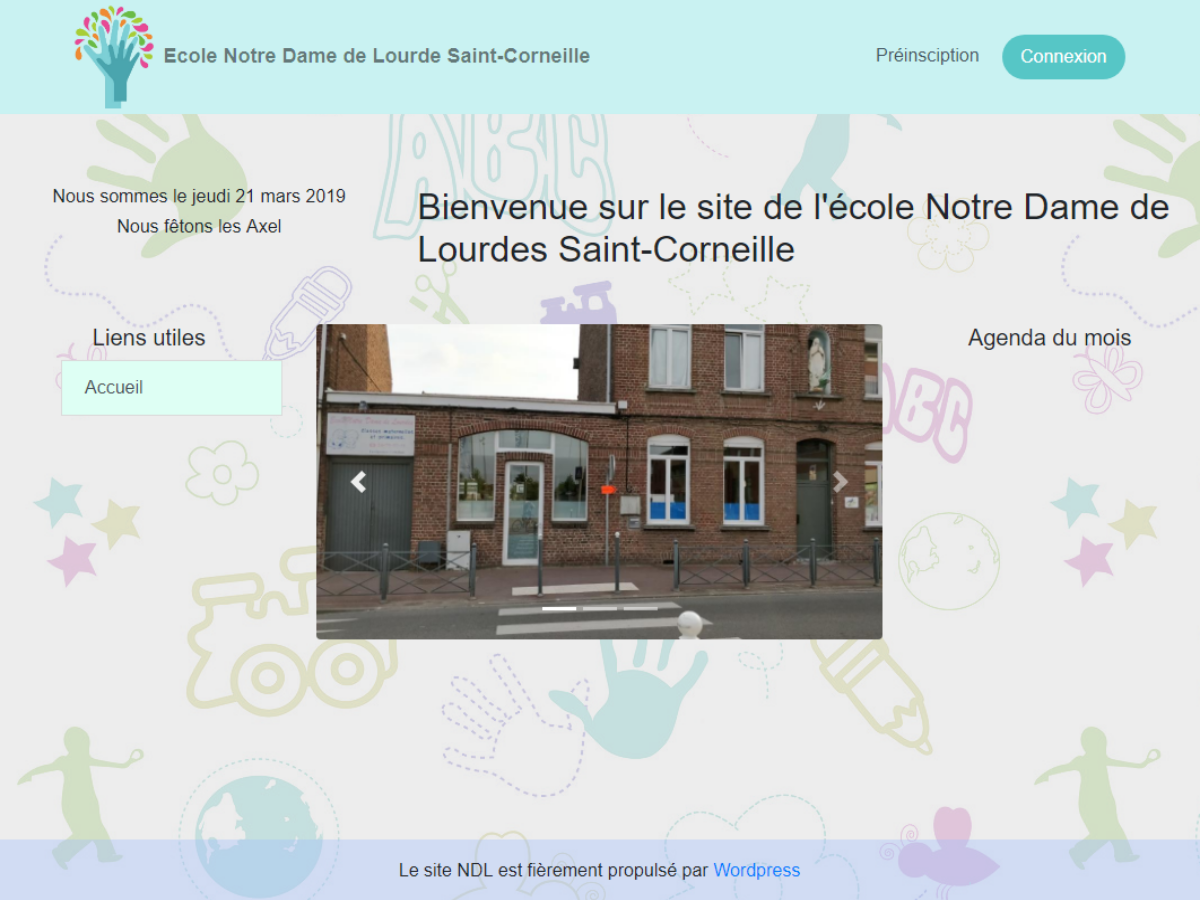 Ecole Notre Dame de Lourde Saint-Corneille
Préinsciption
Connexion
ABC
Nous sommes le jeudi 21 mars 2019
Nous fêtons les Axel
Bienvenue sur le site de l'école Notre Dame de
Lourdes Saint-Corneille
Liens utiles
Agenda du mois
Accueil
ABC
Le site NDL est fièrement propulsé par Wordpress